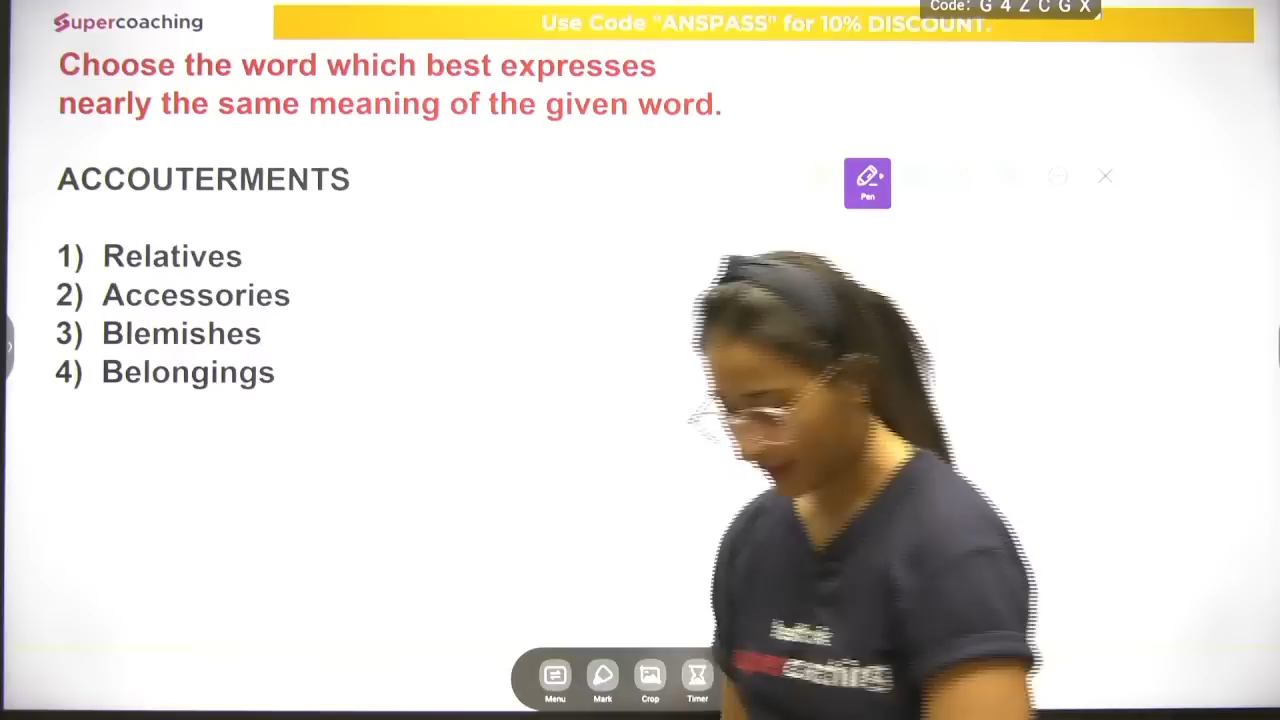 Supercoaching
Use Code "ANSPASS" for 10% DISCOUNT.
Code: G 4 Z C G X
Choose the word which best expresses
nearly the same meaning of the given word.
ACCOUTERMENTS
Pen
1) Relatives
2) Accessories
3) Blemishes
4) Belongings
Menu
Mark
Crop
Timer